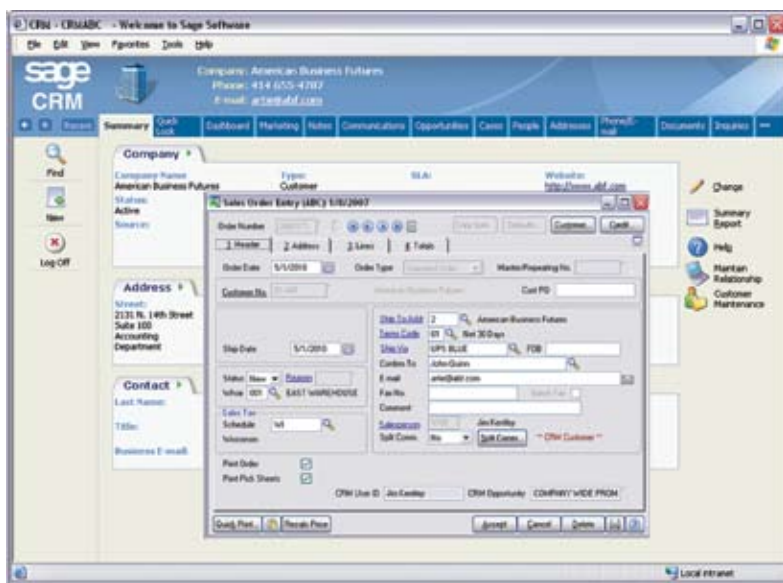 CRM - CRMABC - Welcome to Sage Software
File Edit View Favorites Tools Help
sage
CRM
Company: American Business Futures
Phone: 414 655-4787
E-mail: artie@abf.com
Summary Quick Look Dashboard Marketing Notes Communications Opportunities Cases People Addresses Phone/E-mail Documents Inquiries
Find
New
Log Off
Company
Company Name: American Business Futures
Type: Customer
SLA:
Website: http://www.abf.com
Status: Active
Source:
Change
Summary Report
Help
Maintain Relationship
Customer Maintenance
Address
Street:
2131 N. 14th Street
Suite 100
Accounting
Department
Contact
Last Name:
Title:
Business E-mail:
Sales Order Entry (ABC) 5/8/2007
Order Number
Customer... Credit...
1. Header 2. Address 3. Lines 4. Totals
Order Date 5/1/2010 Order Type Master/Repeating No.
Customer No. American Business Futures Cust PO
Ship Date 5/1/2010
Status New Reason
Whse 001 EAST WAREHOUSE
Sales Tax
Schedule WI
Wisconsin
Ship To Addr 2 American Business Futures
Terms Code 01 Net 30 Days
Ship Via UPS BLUE FOB
Confirm To John Quinn
E-mail artie@abf.com
Fax No. Batch Fax
Comment
Salesperson Jim Kentley
Split Comm. No Split Comm... ** CRM Customer **
Print Order
Print Pick Sheets
CRM User ID Jim Kentley CRM Opportunity COMPANY WIDE PROM
Quick Print... Recalc Price Accept Cancel Delete
Local intranet